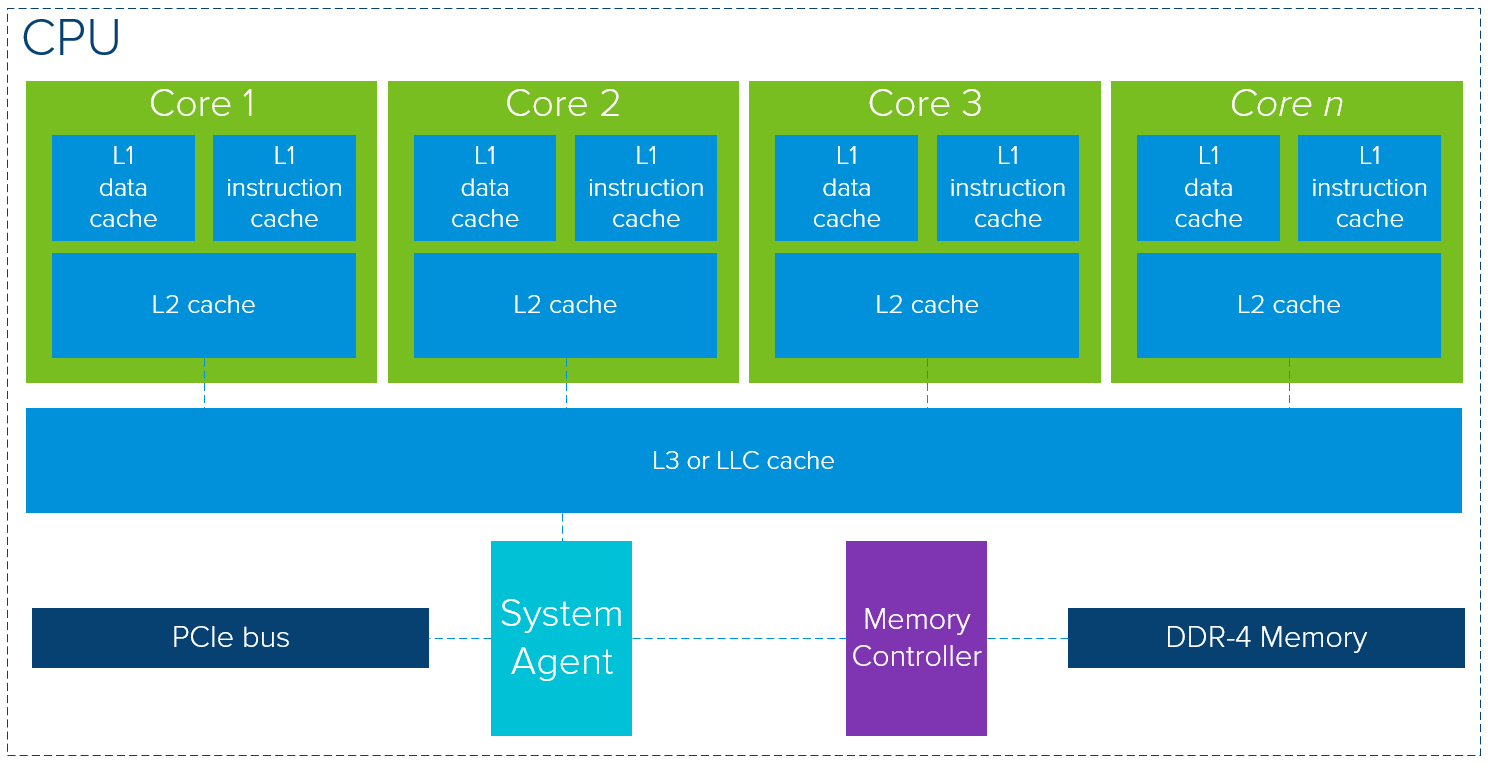 CPU
Core 1
L1
data
cache
L1
instruction
cache
L2 cache
Core 2
L1
data
cache
L1
instruction
cache
L2 cache
Core 3
L1
data
cache
L1
instruction
cache
L2 cache
Core n
L1
data
cache
L1
instruction
cache
L2 cache
L3 or LLC cache
PCIe bus
System
Agent
Memory
Controller
DDR-4 Memory